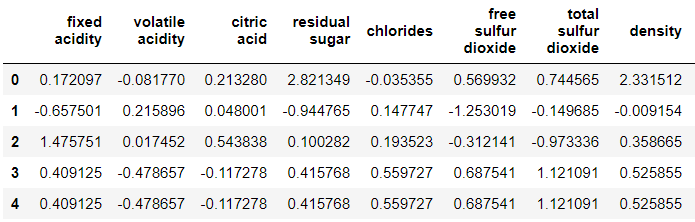 fixed acidity volatile acidity citric acid residual sugar chlorides free sulfur dioxide total sulfur dioxide density
0 0.172097 -0.081770 0.213280 2.821349 -0.035355 0.569932 0.744565 2.331512
1 -0.657501 0.215896 0.048001 -0.944765 0.147747 -1.253019 -0.149685 -0.009154
2 1.475751 0.017452 0.543838 0.100282 0.193523 -0.312141 -0.973336 0.358665
3 0.409125 -0.478657 -0.117278 0.415768 0.559727 0.687541 1.121091 0.525855
4 0.409125 -0.478657 -0.117278 0.415768 0.559727 0.687541 1.121091 0.525855